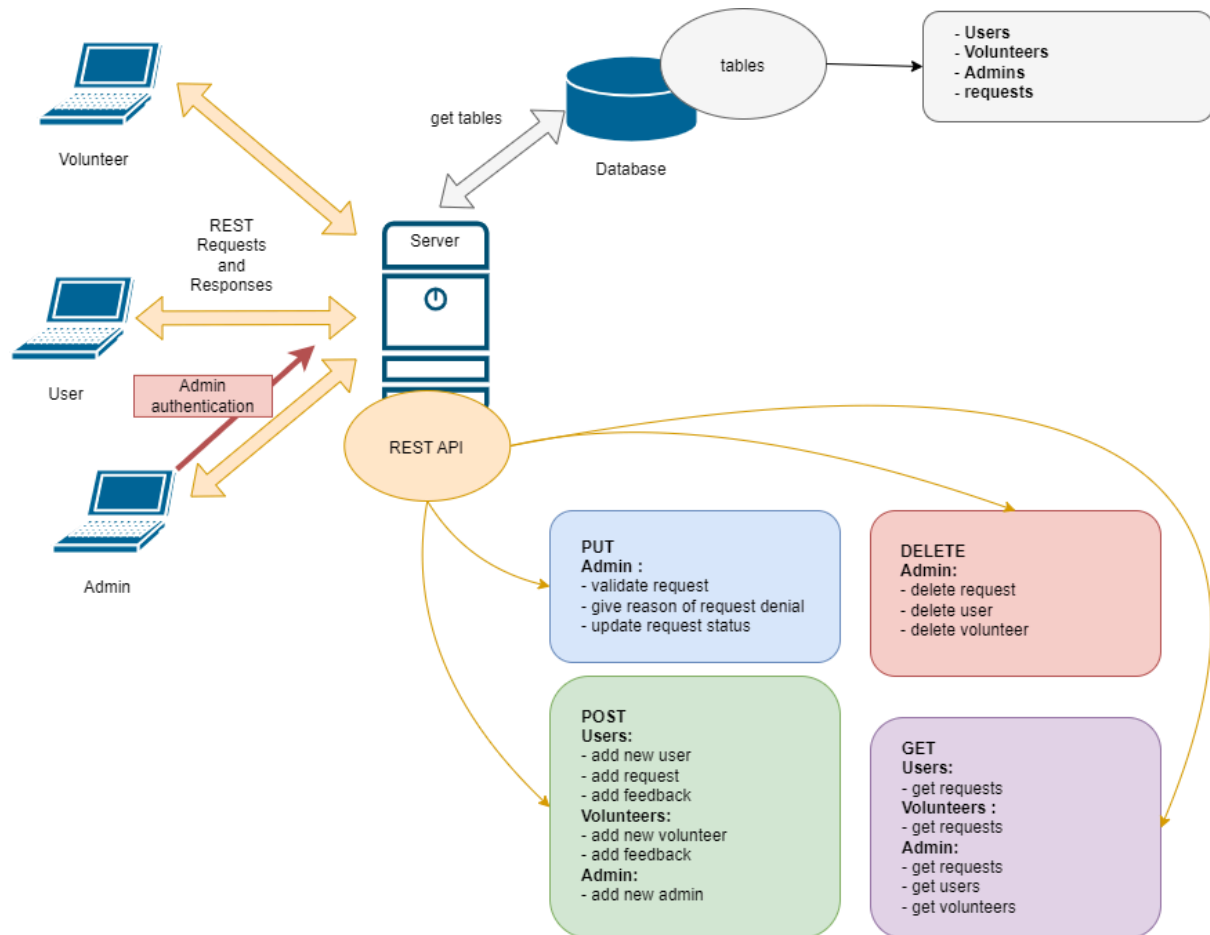 - Users
- Volunteers
- Admins
- requests
tables
get tables
Database
Volunteer
REST
Requests
and
Responses
Server
User
Admin
authentication
REST API
Admin
PUT
Admin :
- validate request
- give reason of request denial
- update request status
DELETE
Admin:
- delete request
- delete user
- delete volunteer
POST
Users:
- add new user
- add request
- add feedback
Volunteers:
- add new volunteer
- add feedback
Admin:
- add new admin
GET
Users:
- get requests
Volunteers :
- get requests
Admin:
- get requests
- get users
- get volunteers